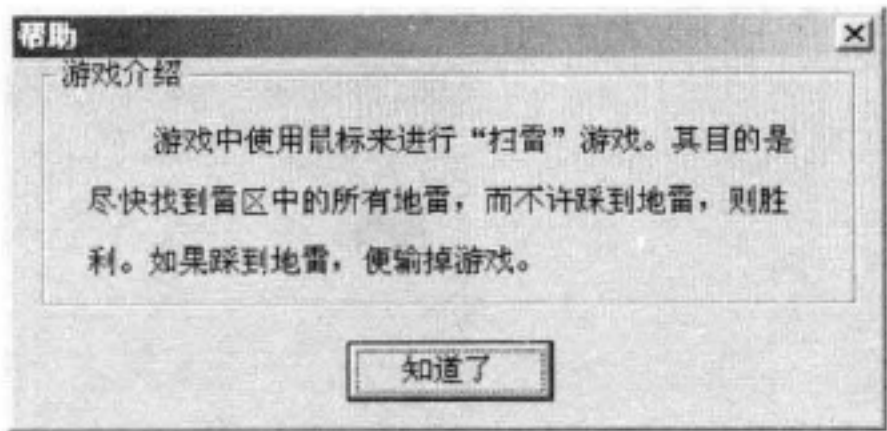 帮助
游戏介绍
游戏中使用鼠标来进行“扫雷”游戏。其目的是
尽快找到雷区中的所有地雷，而不许踩到地雷，则胜
利。如果踩到地雷，便输掉游戏。
知道了